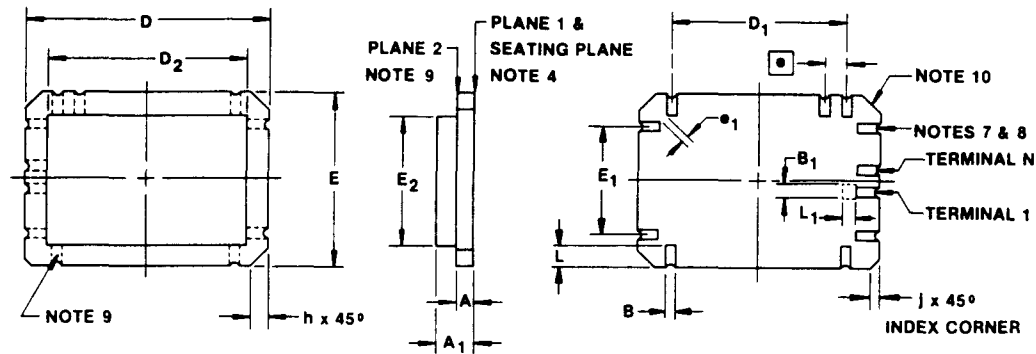 D
D2
E
NOTE 9
h x 45°
PLANE 2
NOTE 9
PLANE 1 &
SEATING PLANE
NOTE 4
E2
A
A1
D1
e
NOTE 10
e1
NOTES 7 & 8
B1
TERMINAL N
E1
L1
TERMINAL 1
L
B
j x 45°
INDEX CORNER